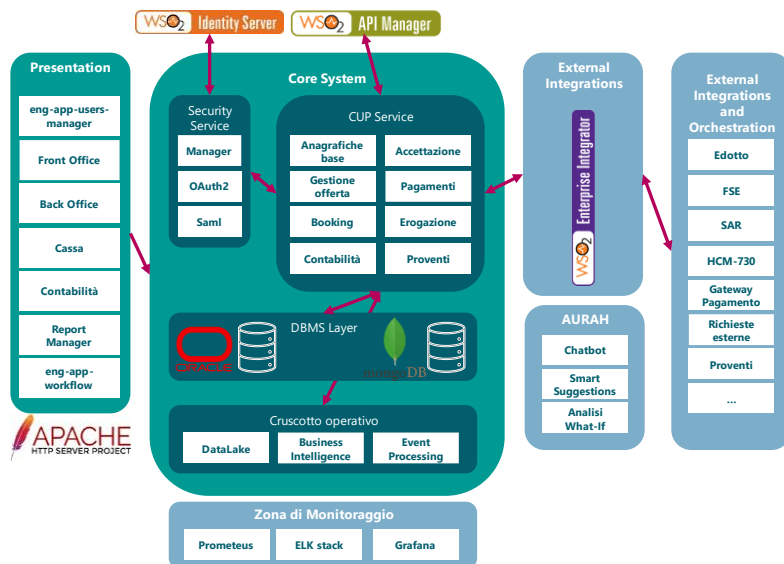 WSO2 Identity Server
WSO2 API Manager
Presentation
eng-app-users-
manager
Front Office
Back Office
Cassa
Contabilità
Report
Manager
eng-app-
workflow
APACHE
HTTP SERVER PROJECT
Core System
Security
Service
Manager
OAuth2
Saml
CUP Service
Anagrafiche
base
Accettazione
Gestione
offerta
Pagamenti
Booking
Erogazione
Contabilità
Proventi
DBMS Layer
ORACLE
mongoDB
Cruscotto operativo
DataLake
Business
Intelligence
Event
Processing
Zona di Monitoraggio
Prometeus
ELK stack
Grafana
External
Integrations
WSO2 Enterprise Integrator
AURAH
Chatbot
Smart
Suggestions
Analisi
What-If
External
Integrations
and
Orchestration
Edotto
FSE
SAR
HCM-730
Gateway
Pagamento
Richieste
esterne
Proventi
...